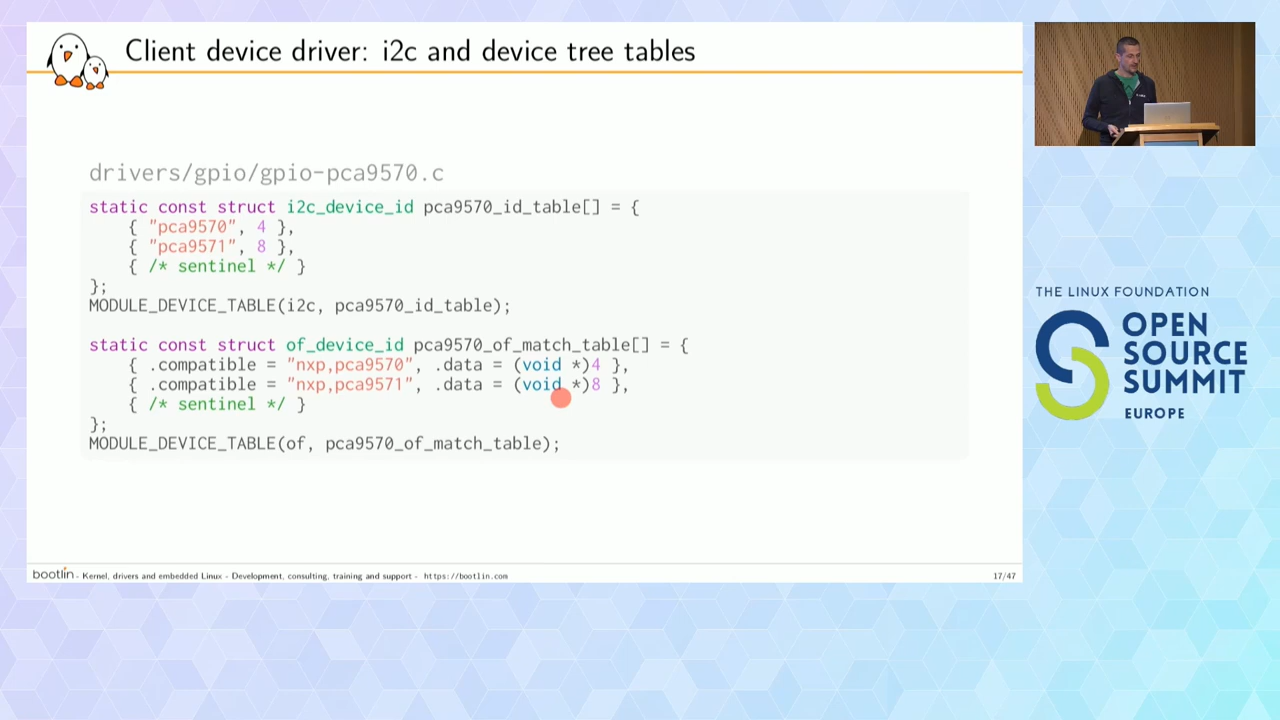 Client device driver: i2c and device tree tables
drivers/gpio/gpio-pca9570.c
static const struct i2c_device_id pca9570_id_table[] = {
{ "pca9570", 4 },
{ "pca9571", 8 },
{ /* sentinel */ }
};
MODULE_DEVICE_TABLE(i2c, pca9570_id_table);
static const struct of_device_id pca9570_of_match_table[] = {
{ .compatible = "nxp,pca9570", .data = (void *)4 },
{ .compatible = "nxp,pca9571", .data = (void *)8 },
{ /* sentinel */ }
};
MODULE_DEVICE_TABLE(of, pca9570_of_match_table);
bootlin - Kernel, drivers and embedded Linux - Development, consulting, training and support - https://bootlin.com
17/47
THE LINUX FOUNDATION
OPEN
SOURCE
SUMMIT
EUROPE